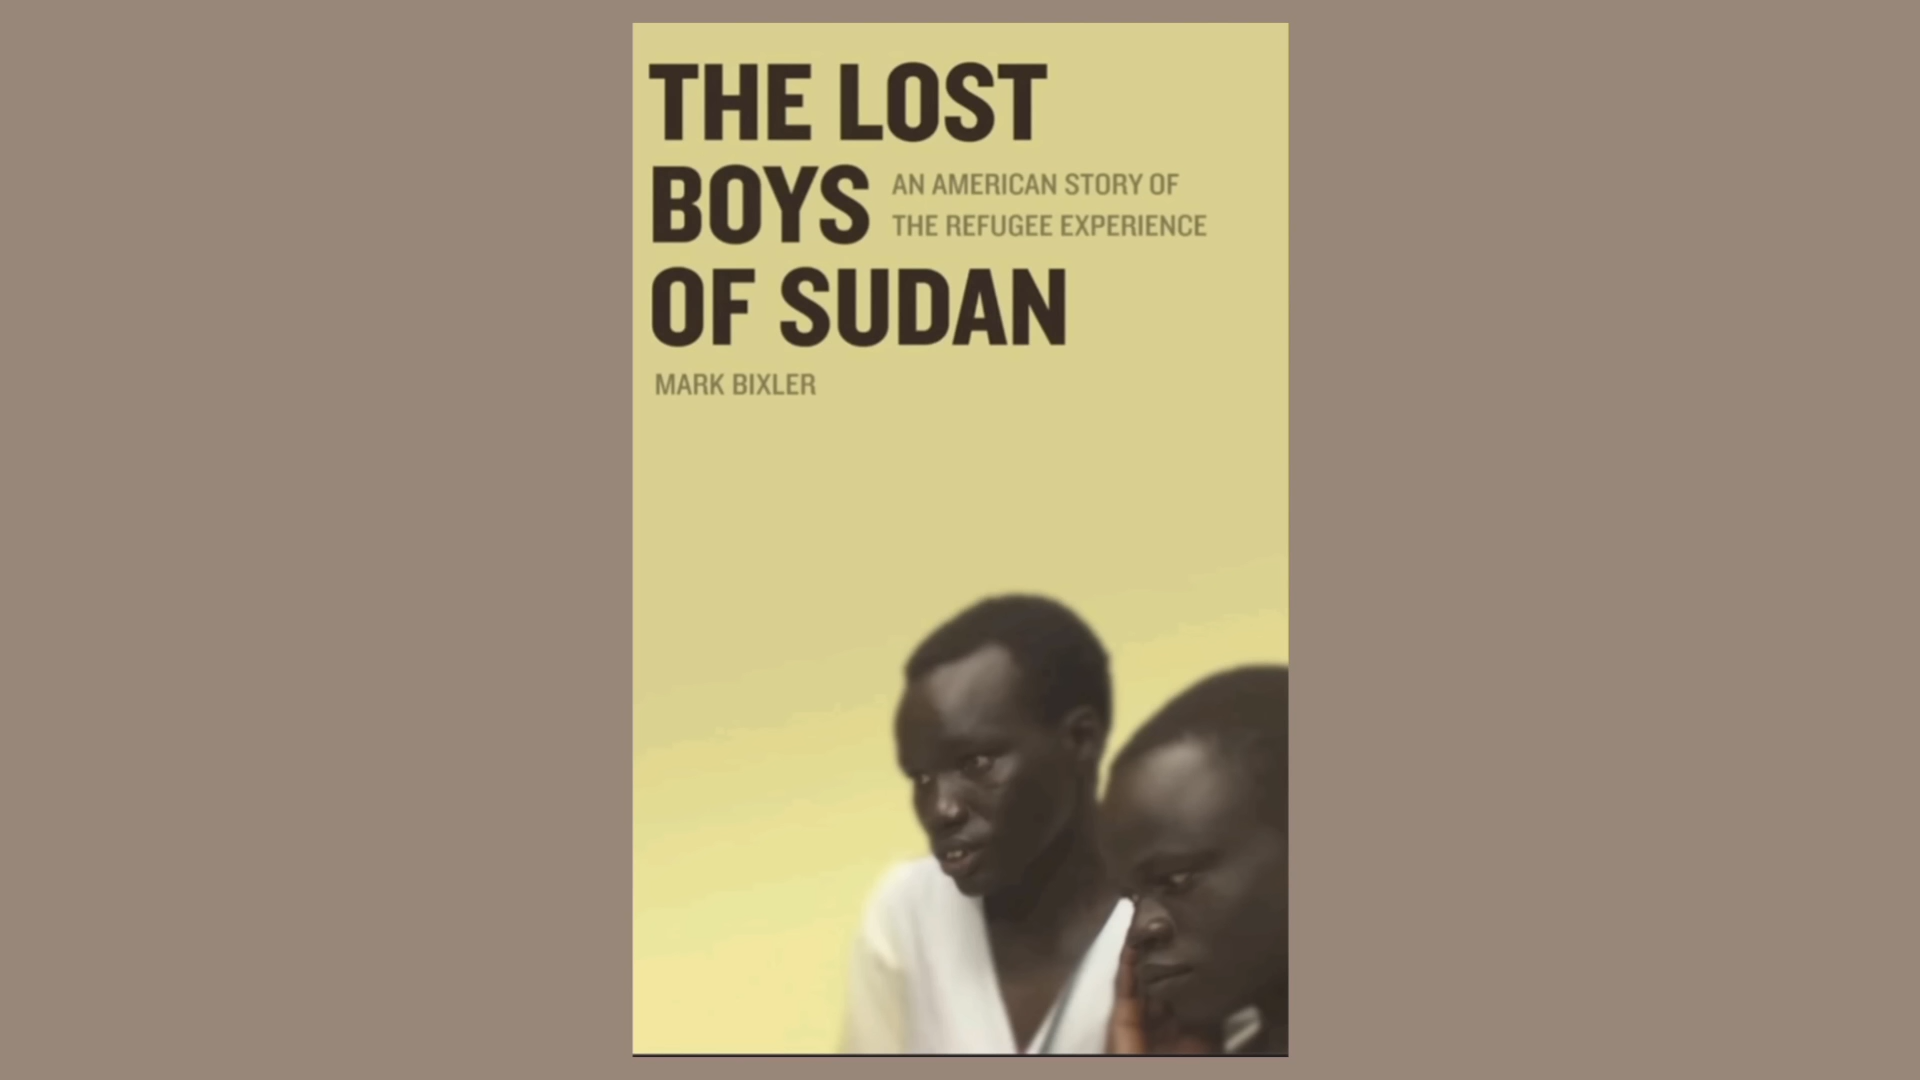 THE LOST
BOYS
AN AMERICAN STORY OF
THE REFUGEE EXPERIENCE
OF SUDAN
MARK BIXLER